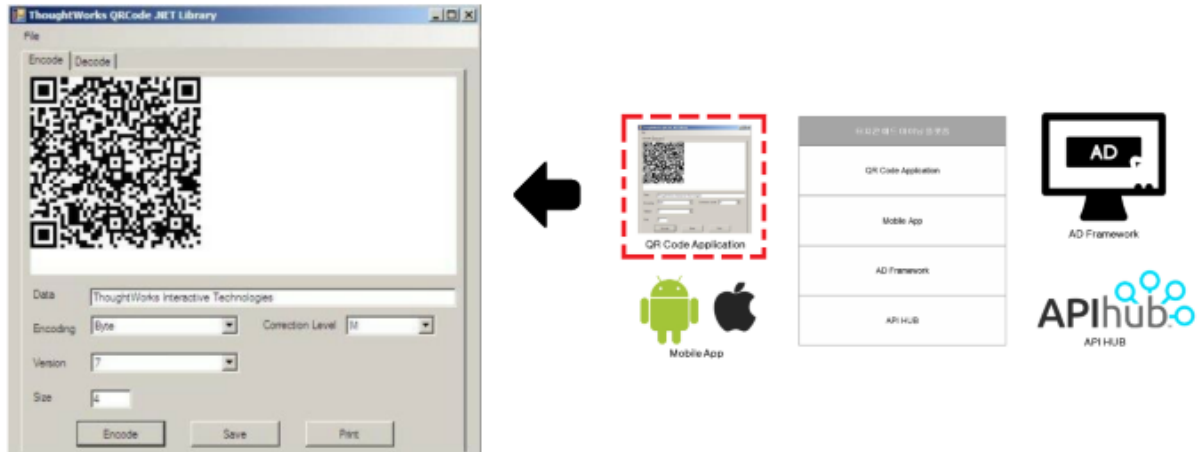 ThoughtWorks QRCode .NET Library
File
Encode
Decode
Data
ThoughtWorks Interactive Technologies
Encoding
Byte
Correction Level
M
Version
7
Size
4
Encode
Save
Print
QR Code Application
Mobile App
QR Code Application
Mobile App
AD Framework
API HUB
AD
AD Framework
APIhub
API HUB